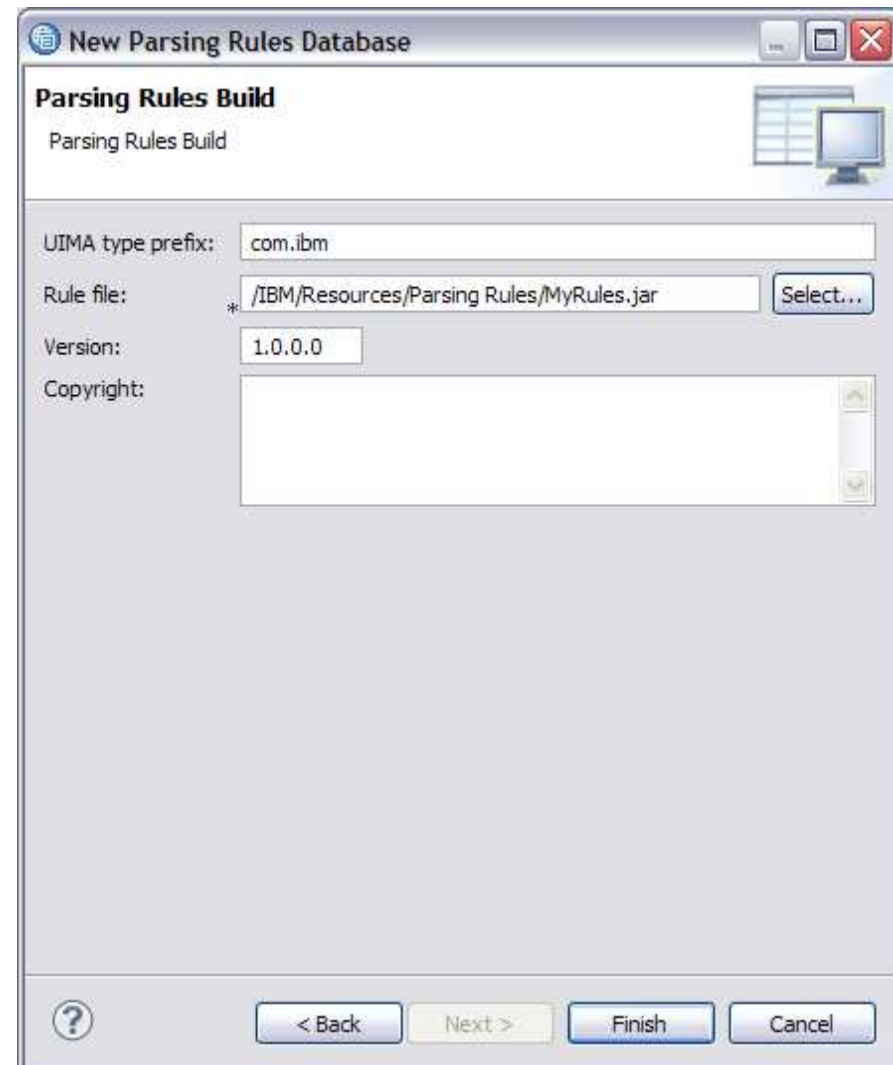 New Parsing Rules Database
Parsing Rules Build
Parsing Rules Build
UIMA type prefix: com.ibm
Rule file: * /IBM/Resources/Parsing Rules/MyRules.jar Select...
Version: 1.0.0.0
Copyright:
? < Back Next > Finish Cancel